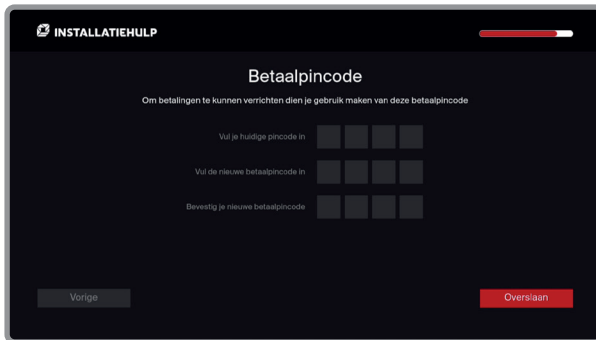 INSTALLATIEHULP
Betaalpincode
Om betalingen te kunnen verrichten dien je gebruik maken van deze betaalpincode
Vul je huidige pincode in
Vul de nieuwe betaalpincode in
Bevestig je nieuwe betaalpincode
Vorige
Overslaan